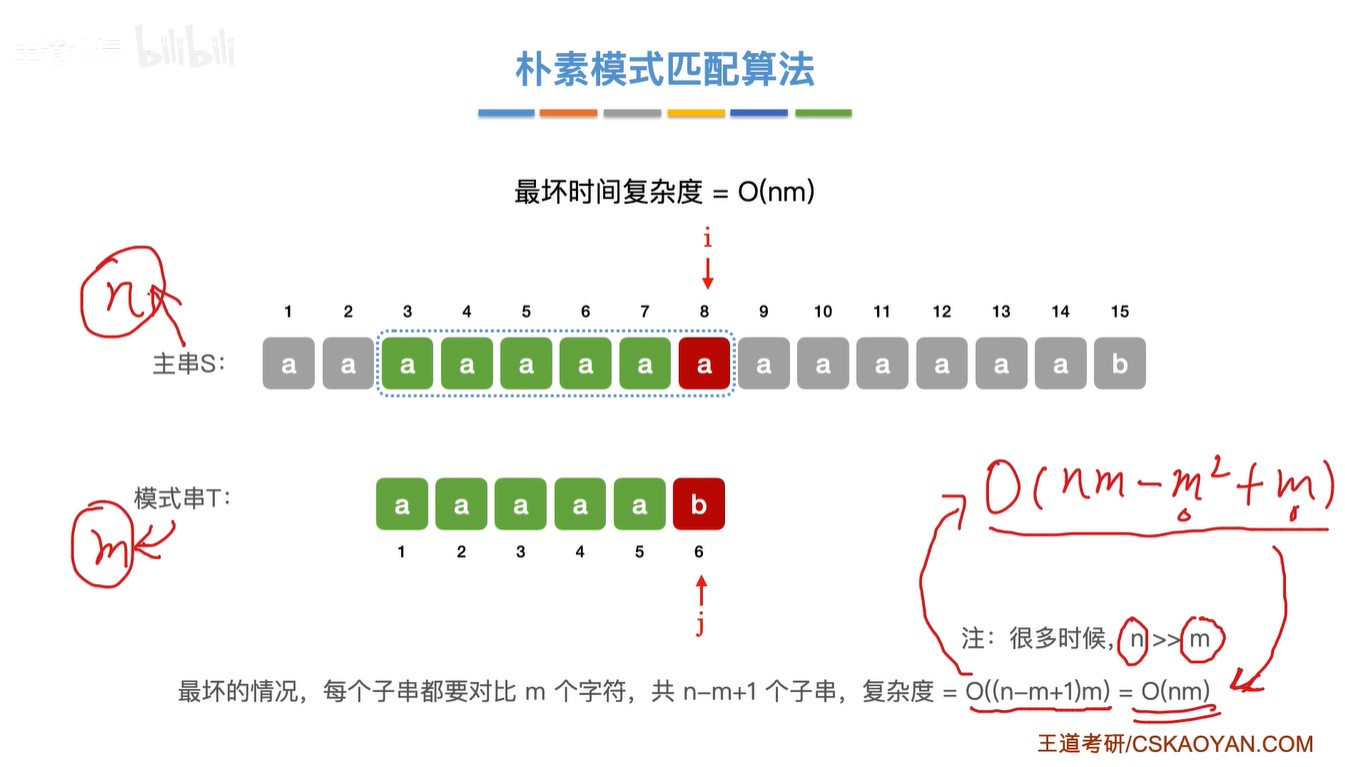 bilibili
朴素模式匹配算法
最坏时间复杂度 = O(nm)
i
n
1 2 3 4 5 6 7 8 9 10 11 12 13 14 15
主串S: a a a a a a a a a a a a a a b
O(nm-m²+m)
模式串T: a a a a a b
m
1 2 3 4 5 6
j
注：很多时候，n >> m
最坏的情况，每个子串都要对比 m 个字符，共 n-m+1 个子串，复杂度 = O((n-m+1)m) = O(nm)
王道考研/CSKAOYAN.COM